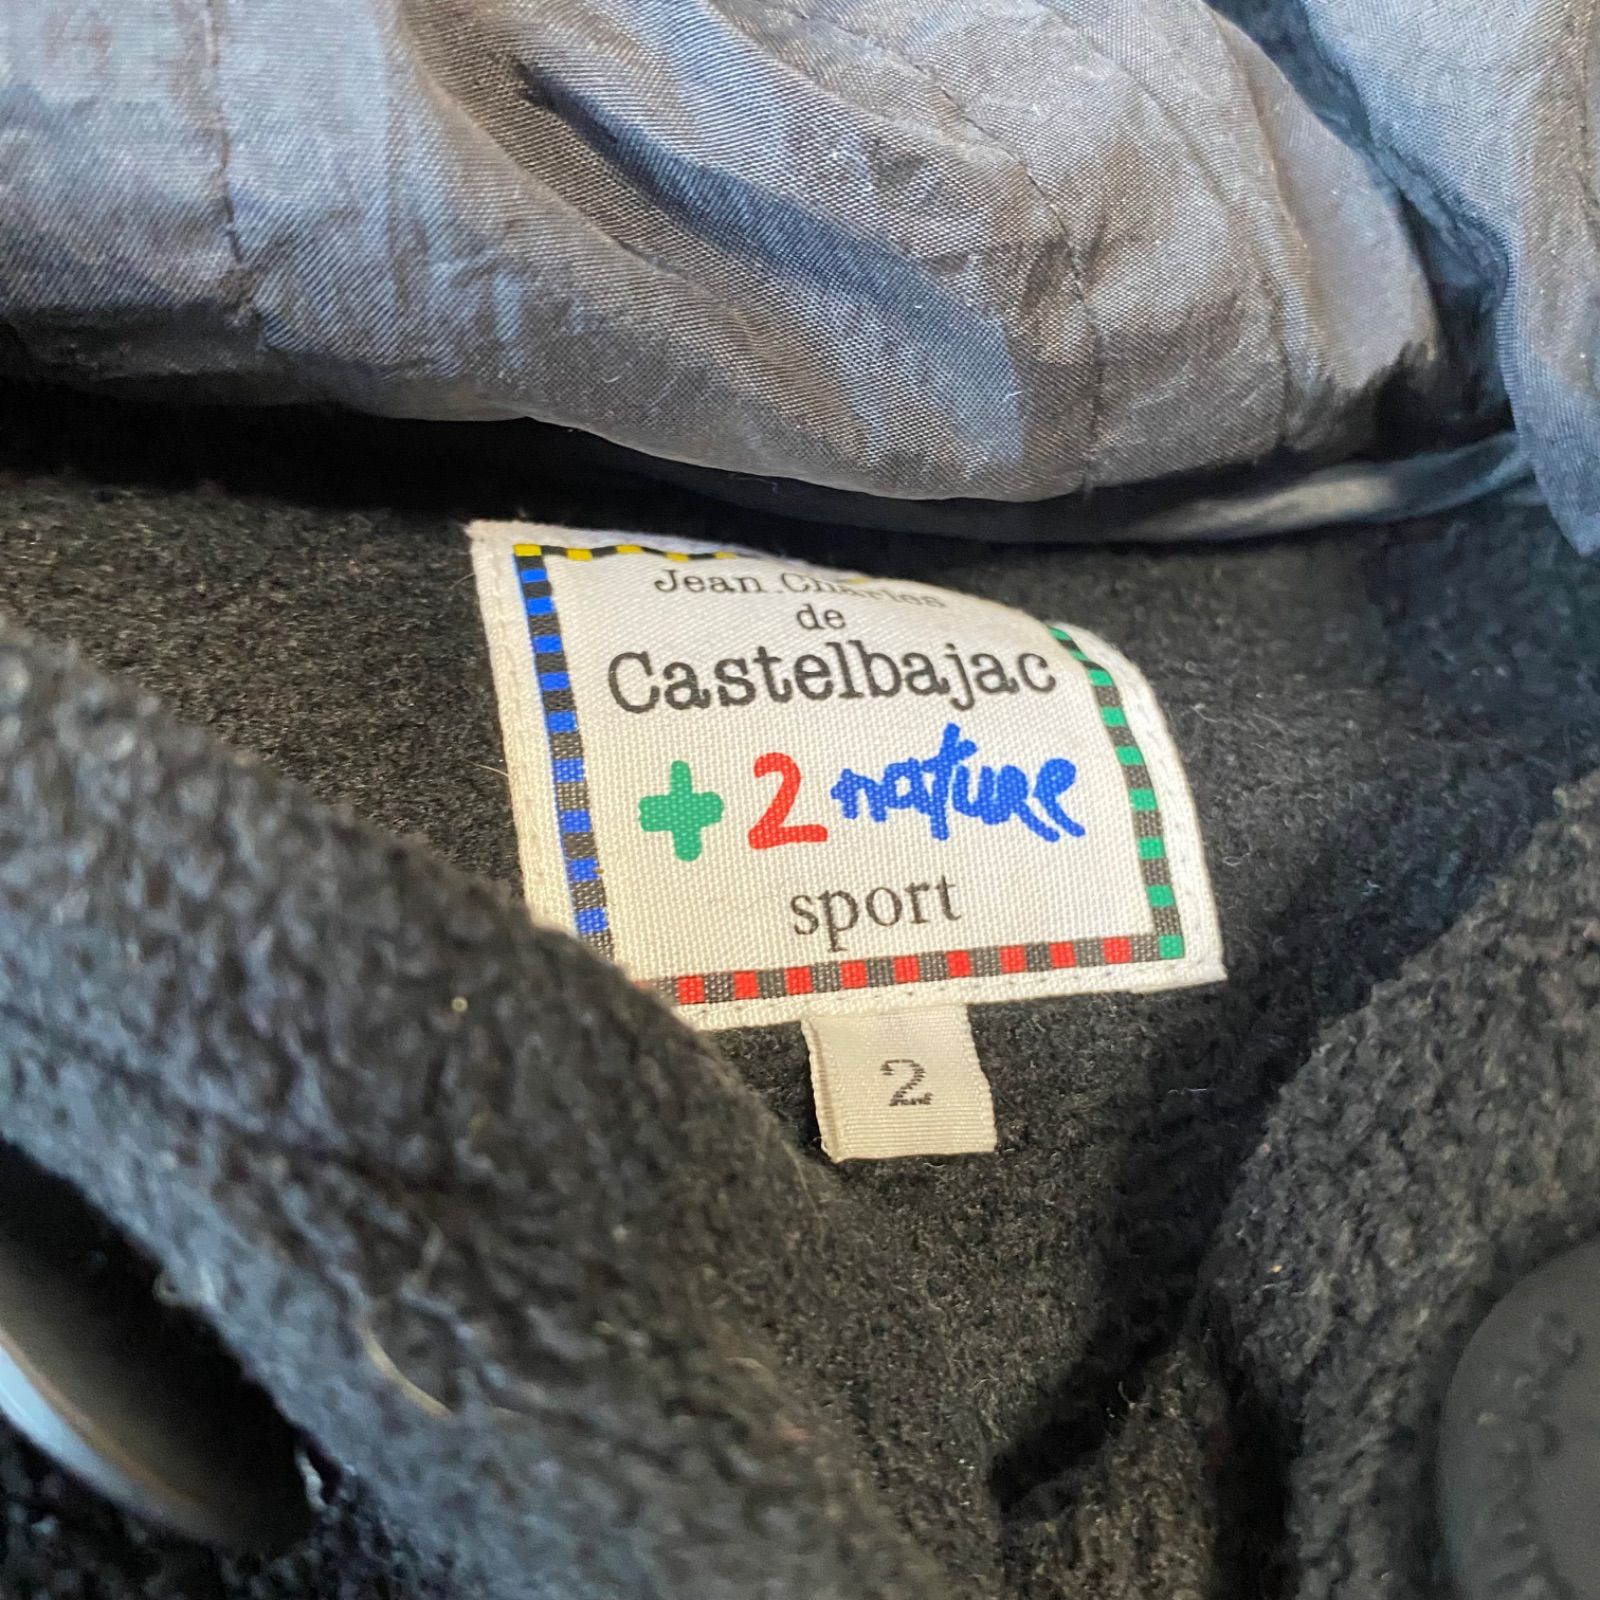 Jean Charles
de
Castelbajac
+2 nature
sport
2